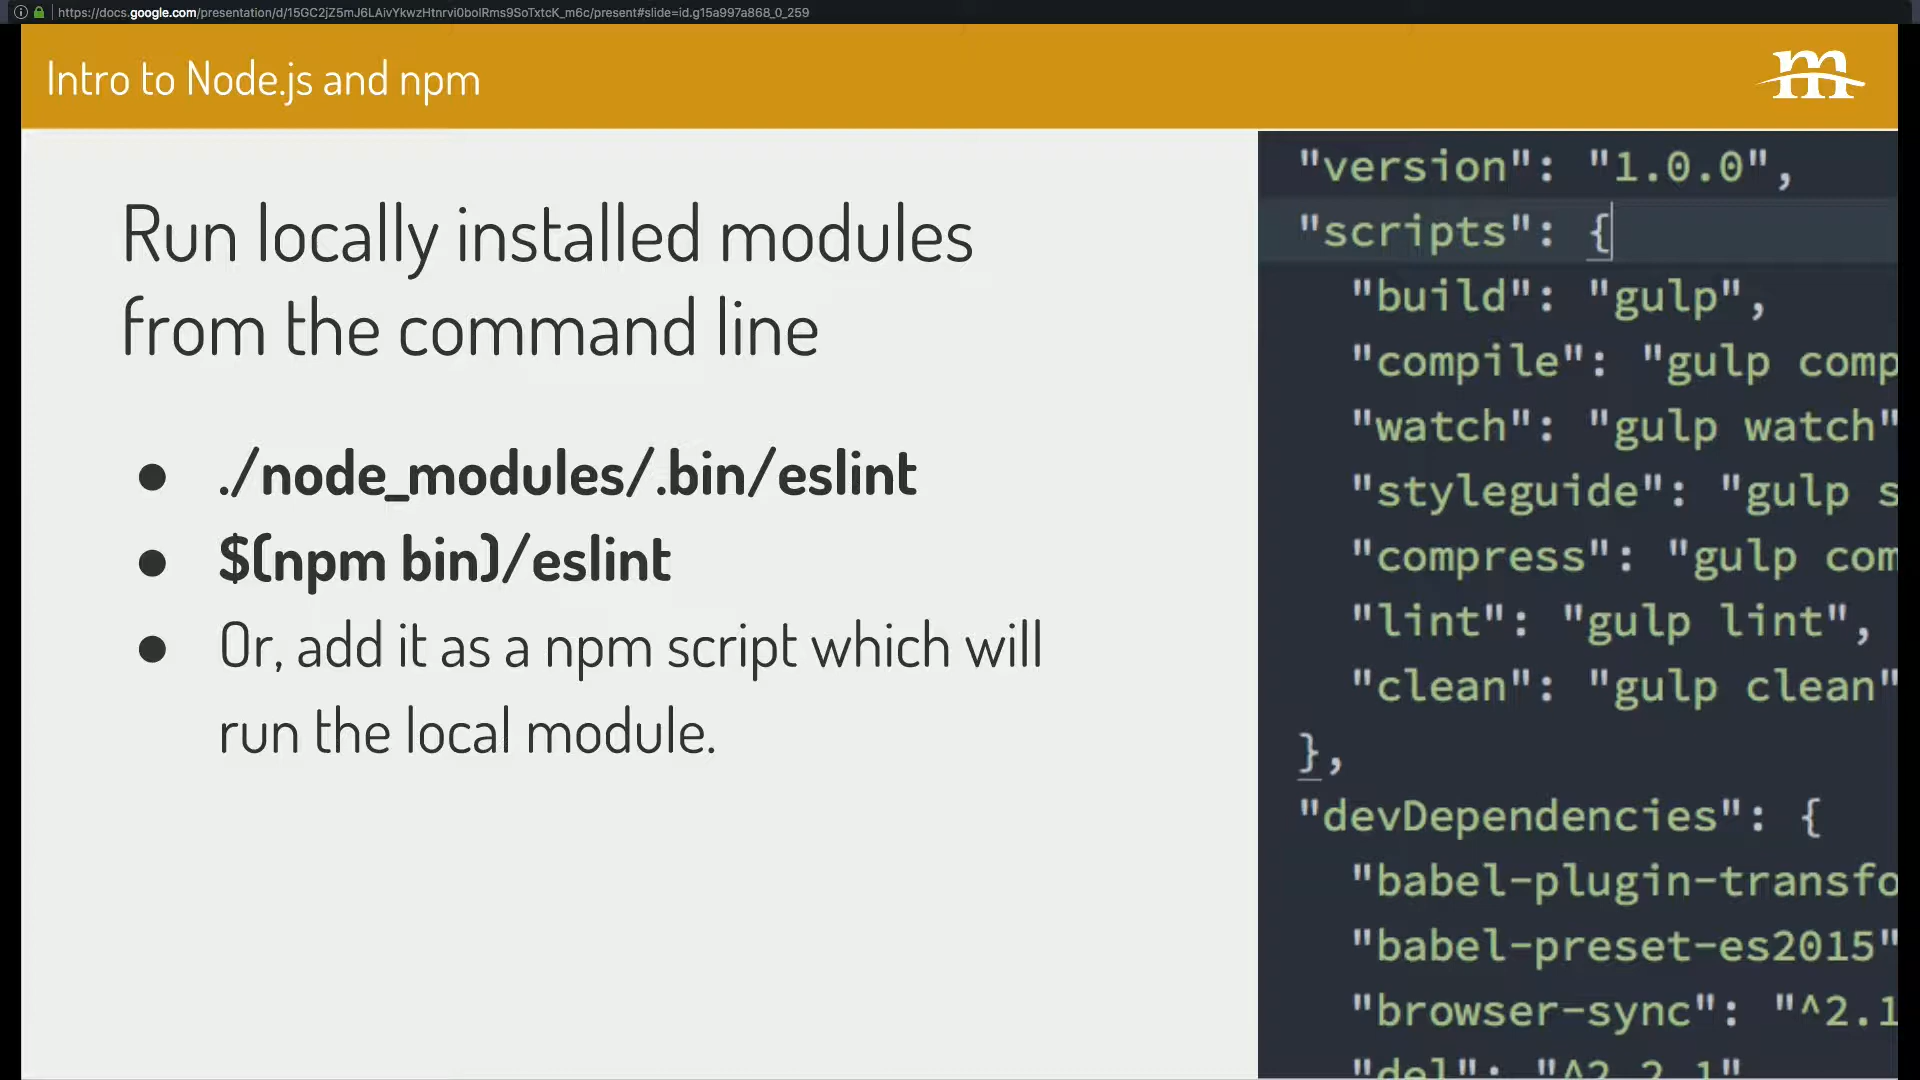 https://docs.google.com/presentation/d/15GC2jZ5mJ6LAivYkwzHtnrvi0bolRms9SoTxtcK_m6c/present#slide=id.g15a997a868_0_259
Intro to Node.js and npm
m
Run locally installed modules
from the command line
● ./node_modules/.bin/eslint
● $(npm bin)/eslint
● Or, add it as a npm script which will
run the local module.
"version": "1.0.0",
"scripts": {
"build": "gulp",
"compile": "gulp comp
"watch": "gulp watch"
"styleguide": "gulp s
"compress": "gulp com
"lint": "gulp lint",
"clean": "gulp clean"
},
"devDependencies": {
"babel-plugin-transfo
"babel-preset-es2015"
"browser-sync": "^2.1
"del": "^2.2.1"